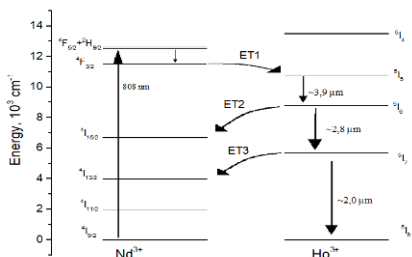 Energy, 10³ cm⁻¹
14
12
10
8
6
4
2
0
⁴F₅/₂+²H₉/₂
⁴F₃/₂
808 nm
⁴I₁₅/₂
⁴I₁₃/₂
⁴I₁₁/₂
⁴I₉/₂
Nd³⁺
ET1
ET2
ET3
⁵I₄
⁵I₅
~3,9 μm
⁵I₆
~2,8 μm
⁵I₇
~2,0 μm
⁵I₈
Ho³⁺